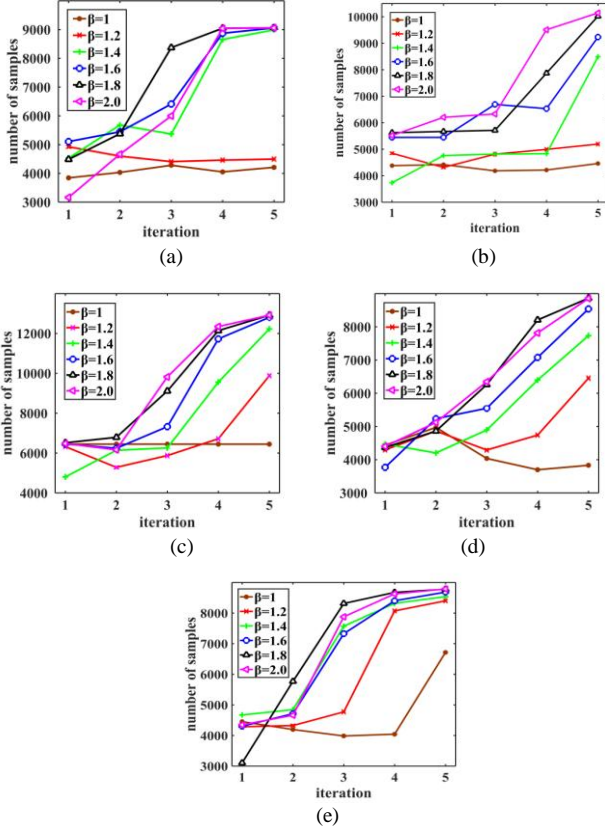 number of samples
9000
8000
7000
6000
5000
4000
3000
β=1
β=1.2
β=1.4
β=1.6
β=1.8
β=2.0
1 2 3 4 5
iteration
(a)
number of samples
10000
9000
8000
7000
6000
5000
4000
3000
β=1
β=1.2
β=1.4
β=1.6
β=1.8
β=2.0
1 2 3 4 5
iteration
(b)
number of samples
12000
10000
8000
6000
4000
β=1
β=1.2
β=1.4
β=1.6
β=1.8
β=2.0
1 2 3 4 5
iteration
(c)
number of samples
8000
7000
6000
5000
4000
3000
β=1
β=1.2
β=1.4
β=1.6
β=1.8
β=2.0
1 2 3 4 5
iteration
(d)
number of samples
8000
7000
6000
5000
4000
3000
β=1
β=1.2
β=1.4
β=1.6
β=1.8
β=2.0
1 2 3 4 5
iteration
(e)